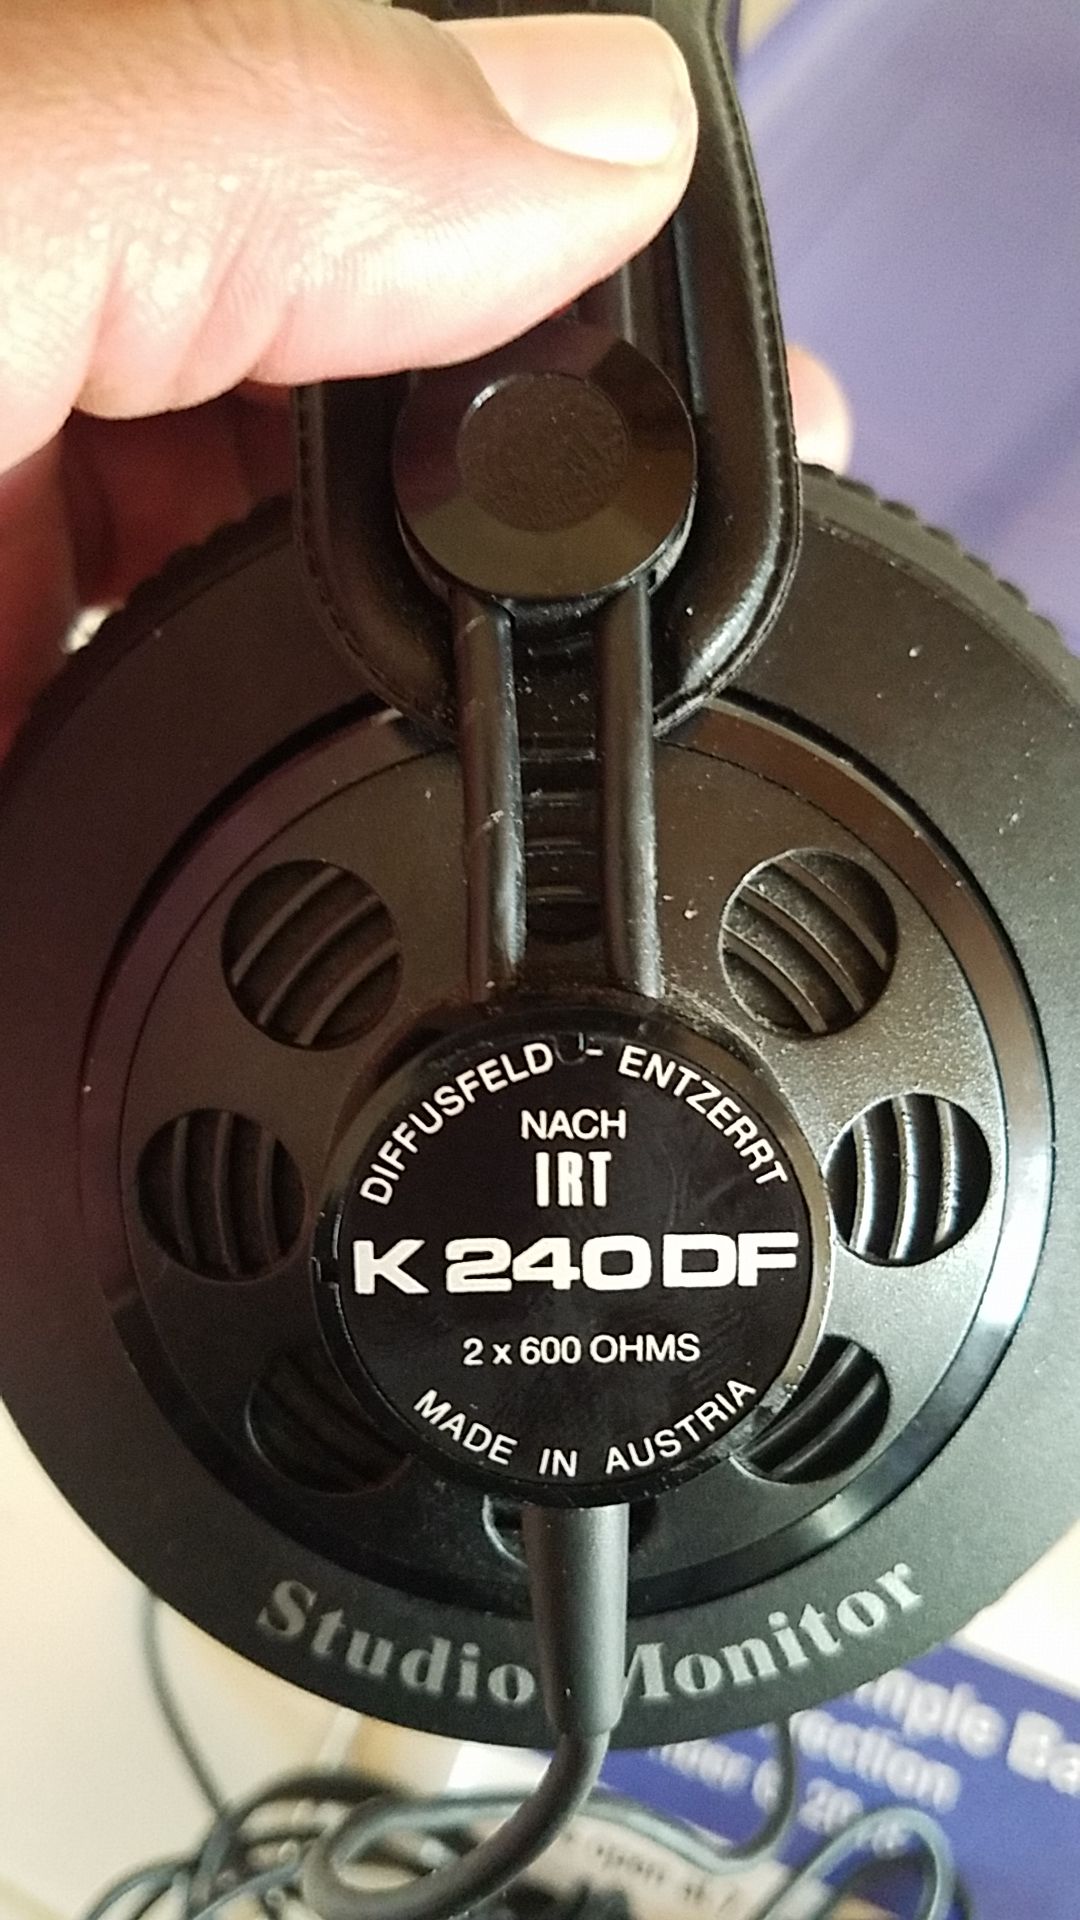 DIFFUSFELD - ENTZERRT
NACH
IRT
K 240 DF
2 x 600 OHMS
MADE IN AUSTRIA
Studio Monitor